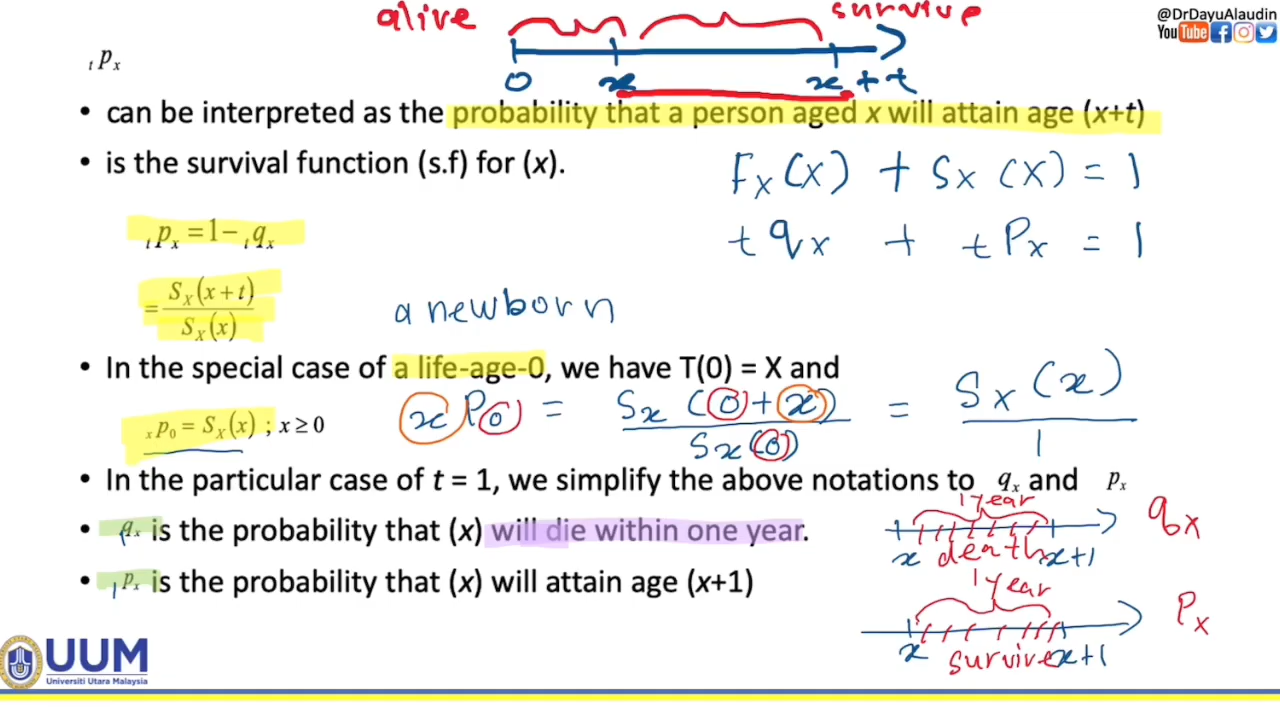 alive survive
@DrDayuAlaudin
YouTube
0 x x+t
tPx
• can be interpreted as the probability that a person aged x will attain age (x+t)
• is the survival function (s.f) for (x).
Fx(x) + Sx(x) = 1
tPx = 1 − tqx
tqx + tPx = 1
= SX(x+t) / SX(x)
a newborn
• In the special case of a life-age-0, we have T(0) = X and
xP0 = SX(x) ; x ≥ 0
xP0 = Sx(0+x) / Sx(0) = Sx(x) / 1
• In the particular case of t = 1, we simplify the above notations to qx and px
1 year
qx
• qx is the probability that (x) will die within one year.
x death x+1
1 year
• 1Px is the probability that (x) will attain age (x+1)
Px
x survive x+1
UUM
Universiti Utara Malaysia